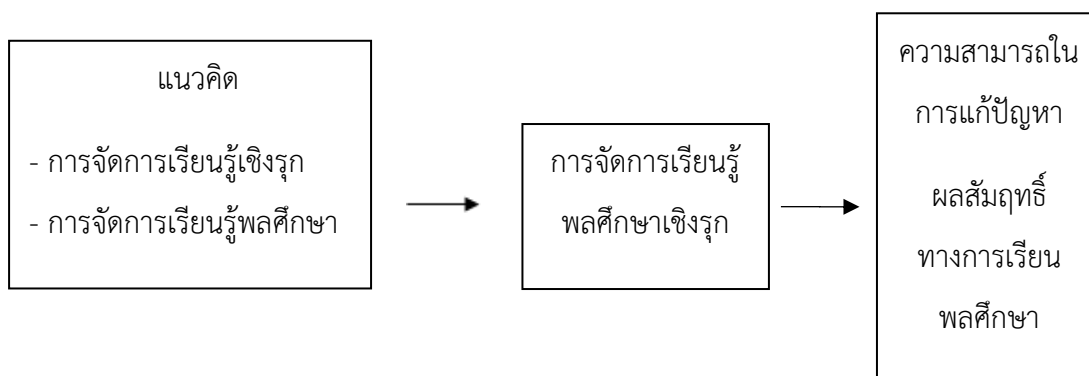 แนวคิด
- การจัดการเรียนรู้เชิงรุก
- การจัดการเรียนรู้พลศึกษา
การจัดการเรียนรู้
พลศึกษาเชิงรุก
ความสามารถใน
การแก้ปัญหา
ผลสัมฤทธิ์
ทางการเรียน
พลศึกษา